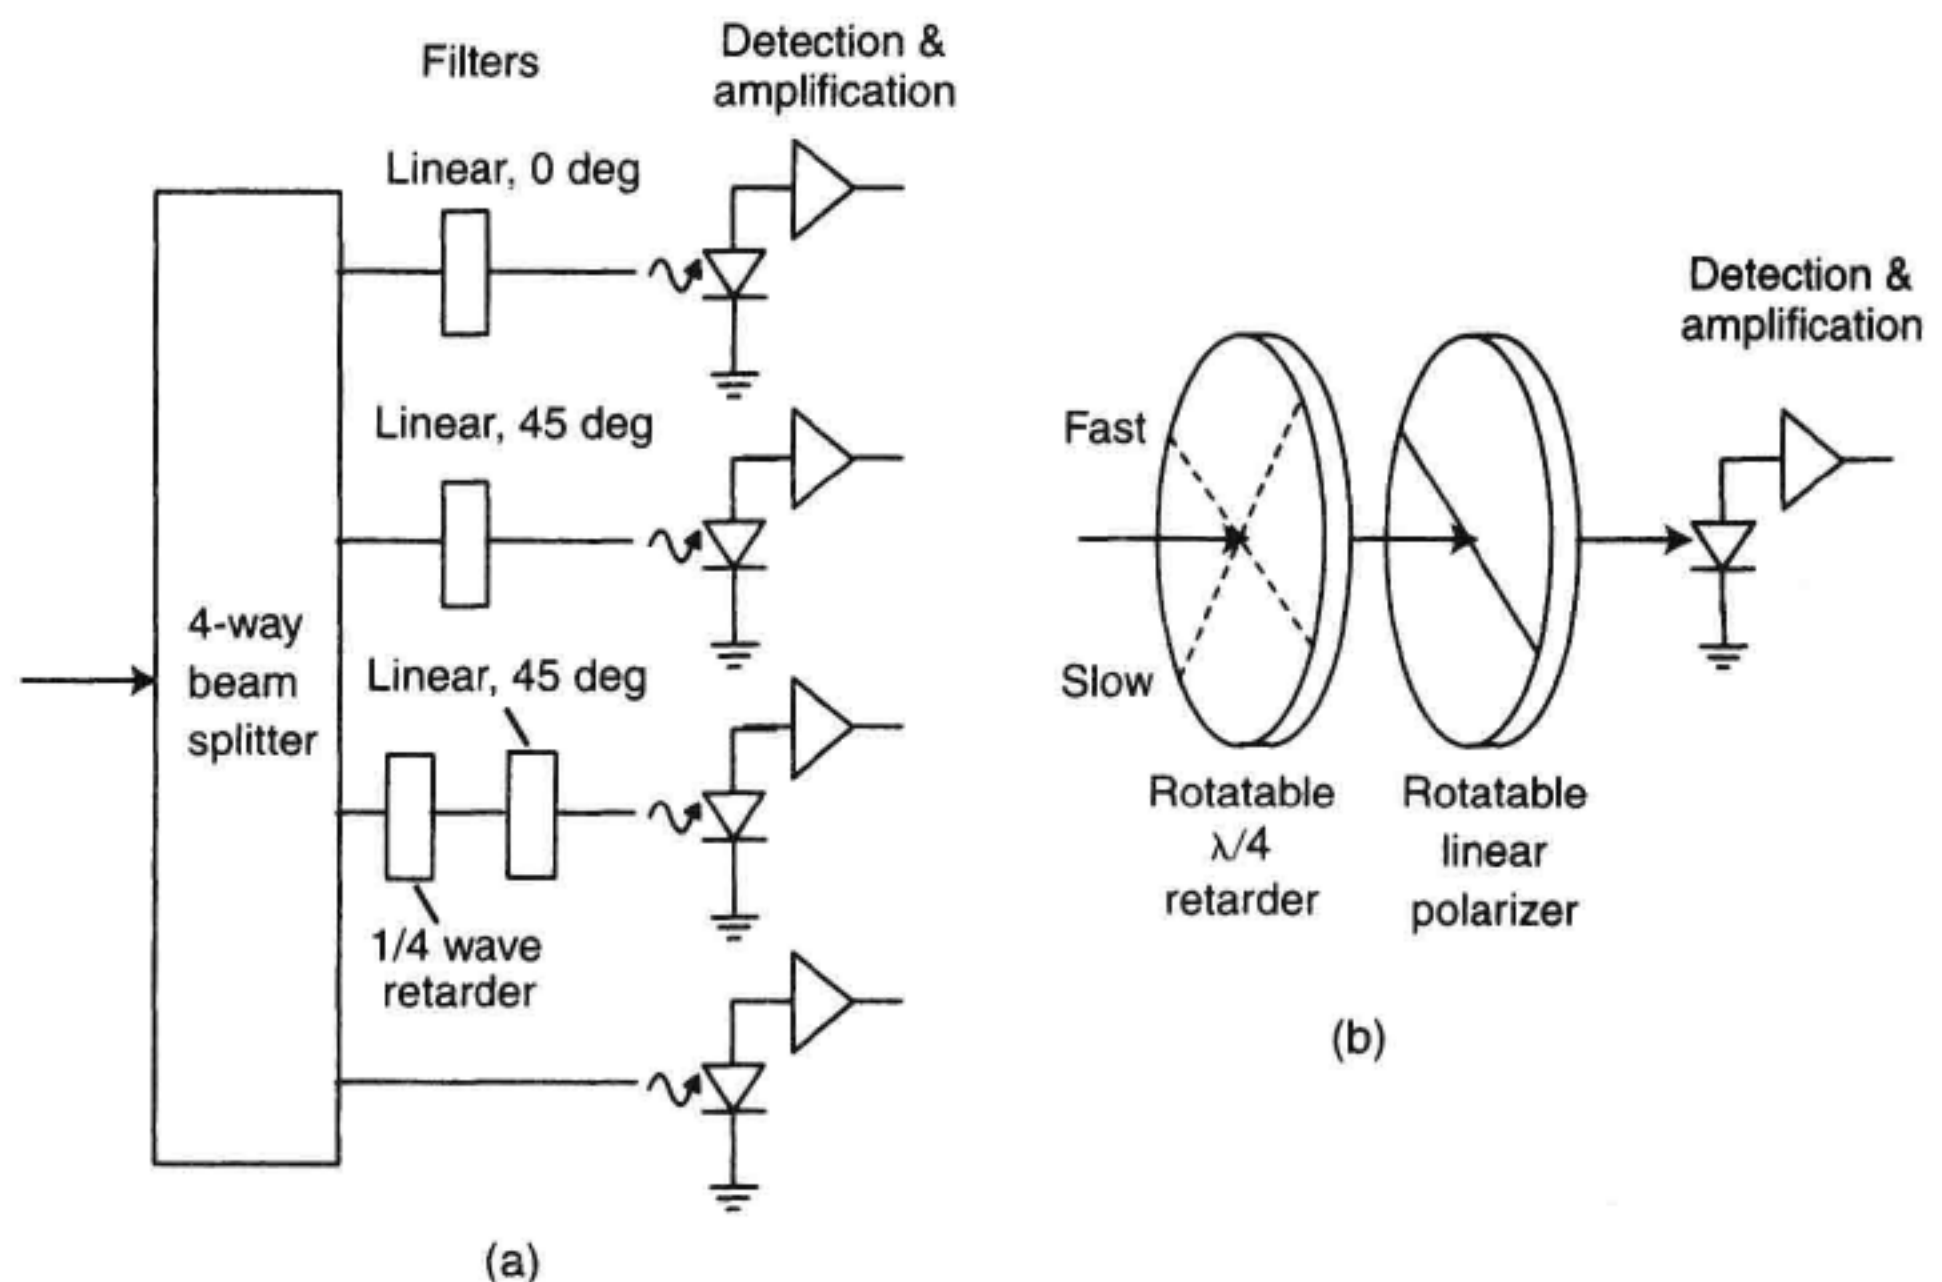 Filters
Detection &
amplification
Linear, 0 deg
Linear, 45 deg
4-way
beam
splitter
Linear, 45 deg
1/4 wave
retarder
(a)
Detection &
amplification
Fast
Slow
Rotatable
λ/4
retarder
Rotatable
linear
polarizer
(b)